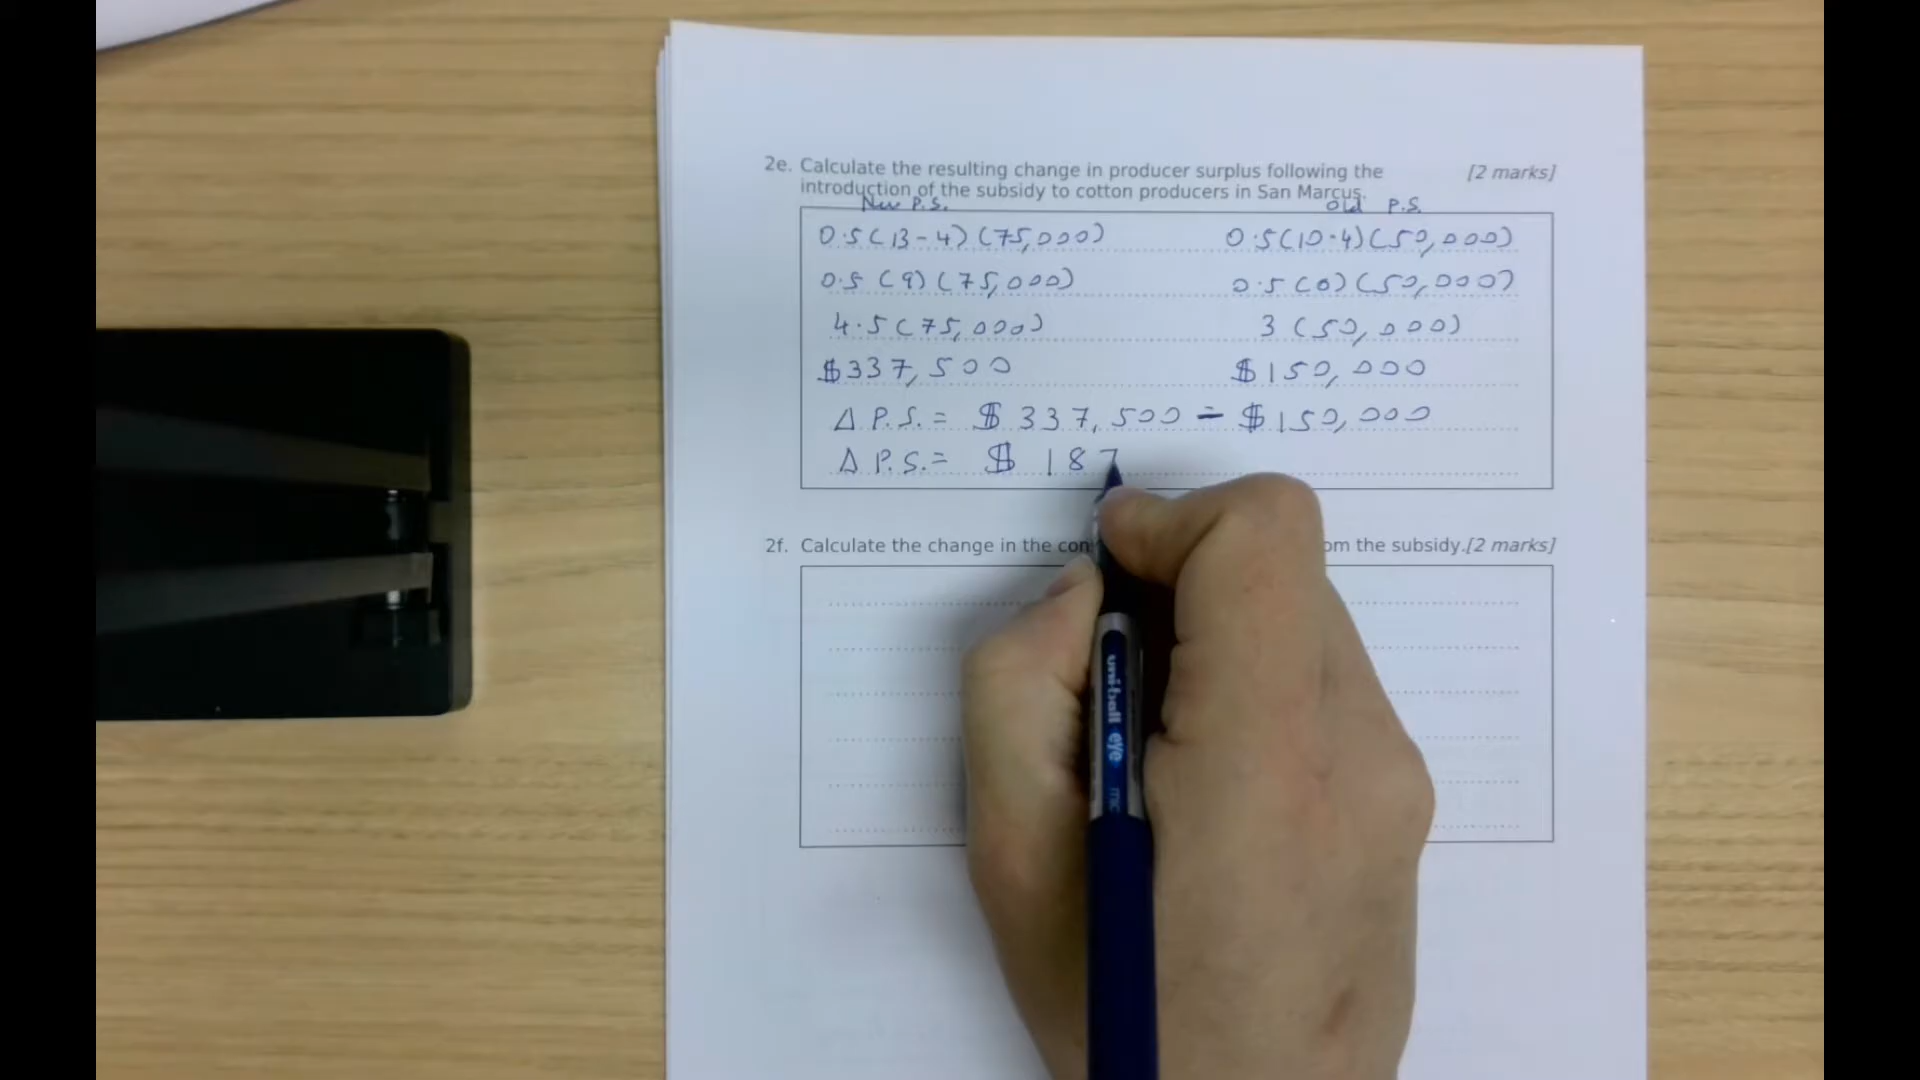 2e. Calculate the resulting change in producer surplus following the [2 marks]
introduction of the subsidy to cotton producers in San Marcus.
New P.S. Old P.S.
0.5(13-4)(75,000) 0.5(10-4)(50,000)
0.5(9)(75,000) 0.5(6)(50,000)
4.5(75,000) 3(50,000)
$337,500 $150,000
Δ P.S. = $337,500 - $150,000
Δ P.S. = $187
2f. Calculate the change in the con om the subsidy. [2 marks]
uni-ball eye mic